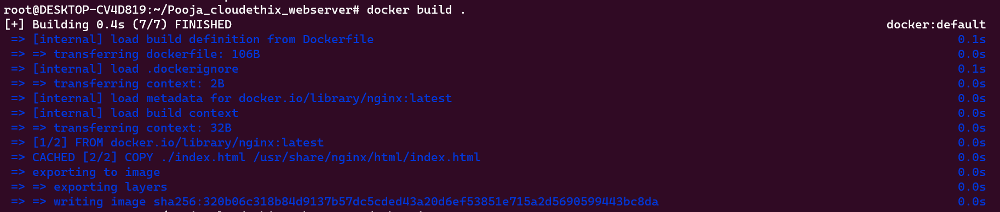 root@DESKTOP-CV4D819:~/Pooja_cloudethix_webserver# docker build .
[+] Building 0.4s (7/7) FINISHED docker:default
=> [internal] load build definition from Dockerfile 0.1s
=> => transferring dockerfile: 106B 0.0s
=> [internal] load .dockerignore 0.1s
=> => transferring context: 2B 0.0s
=> [internal] load metadata for docker.io/library/nginx:latest 0.0s
=> [internal] load build context 0.0s
=> => transferring context: 32B 0.0s
=> [1/2] FROM docker.io/library/nginx:latest 0.0s
=> CACHED [2/2] COPY ./index.html /usr/share/nginx/html/index.html 0.0s
=> exporting to image 0.0s
=> => exporting layers 0.0s
=> => writing image sha256:320b06c318b84d9137b57dc5cded43a20d6ef53851e715a2d5690599443bc8da 0.0s